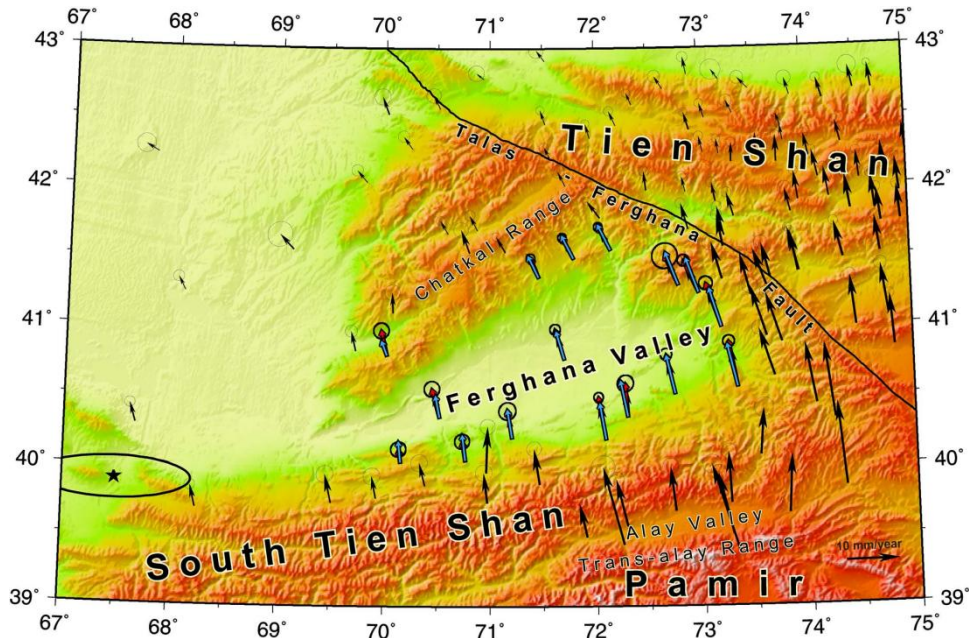 67˚ 68˚ 69˚ 70˚ 71˚ 72˚ 73˚ 74˚ 75˚
43˚ 43˚
Talas
Tien Shan
42˚ 42˚
Ferghana
Chatkal Range
Fault
41˚ 41˚
Ferghana Valley
40˚ 40˚
South Tien Shan
Alay Valley
10 mm/year
Trans-alay Range
Pamir
39˚ 39˚
67˚ 68˚ 69˚ 70˚ 71˚ 72˚ 73˚ 74˚ 75˚